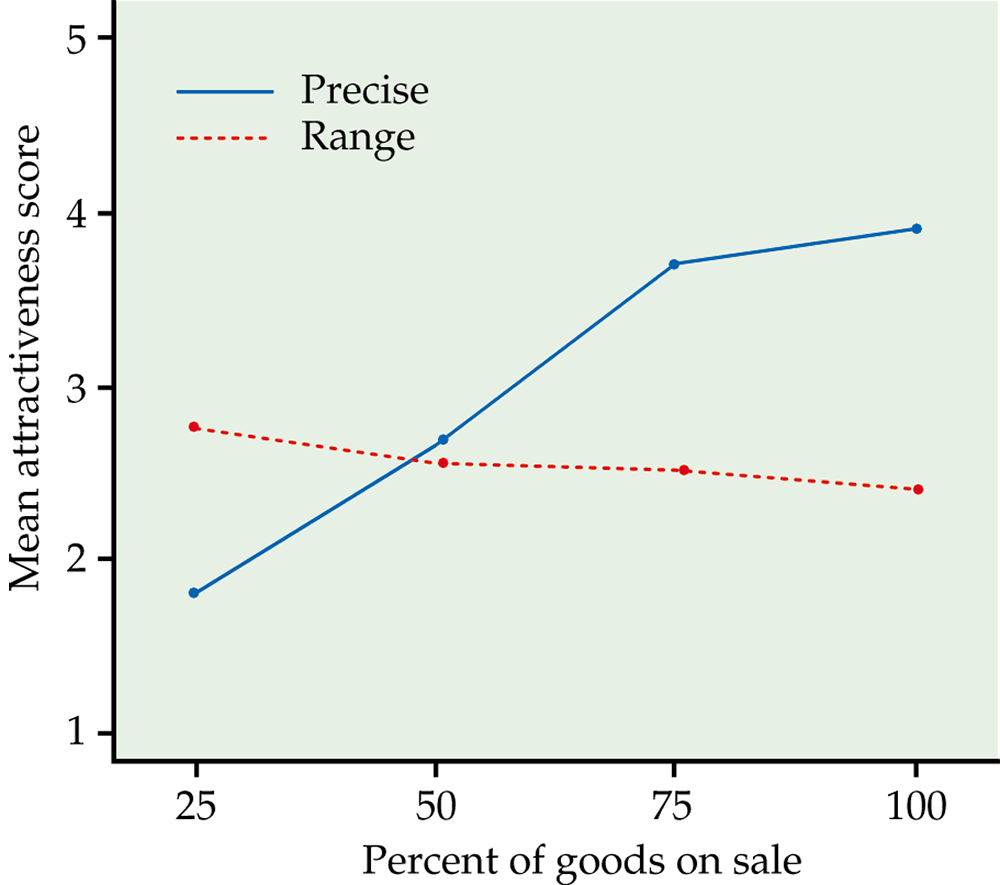 5
Precise
Range
4
3
2
1
Mean attractiveness score
25 50 75 100
Percent of goods on sale